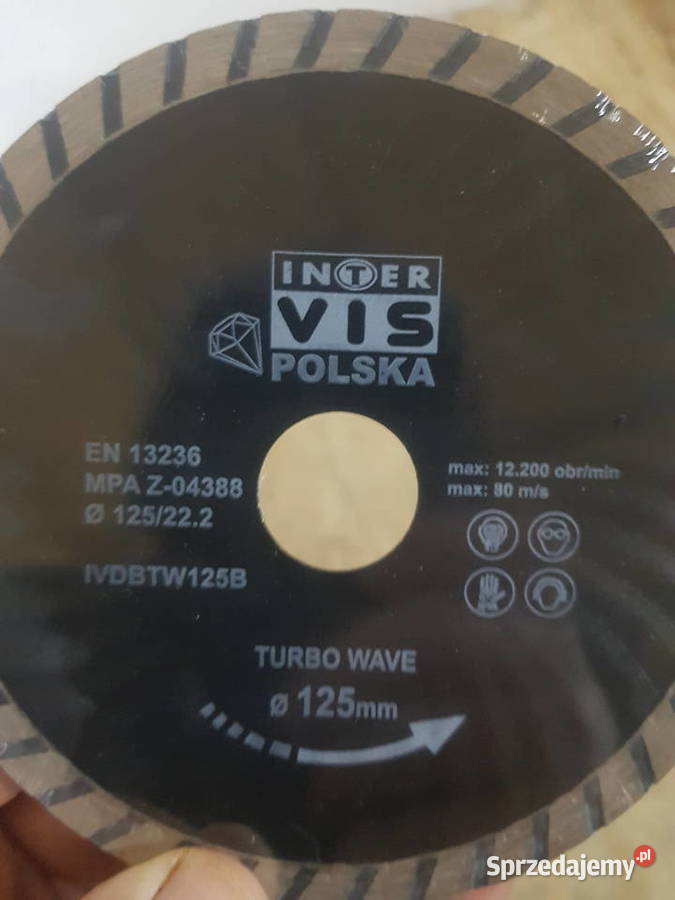 INTER
VIS
POLSKA
EN 13236
MPA Z-04388
Ø 125/22.2
IVDBTW125B
max: 12.200 obr/min
max: 80 m/s
TURBO WAVE
Ø 125mm
Sprzedajemy.pl